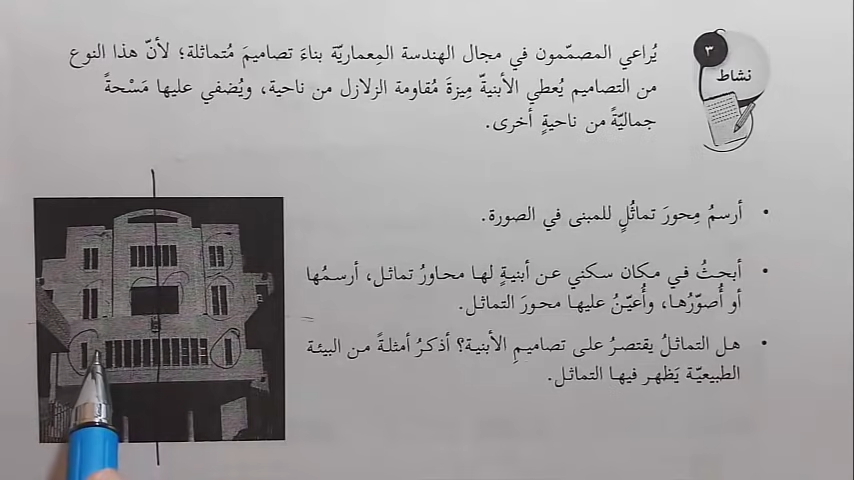 ٣
نشاط
يُراعي المصمّمون في مجال الهندسة المِعماريّة بناءَ تصاميمَ مُتماثلة؛ لأنّ هذا النوع
من التصاميم يُعطي الأبنيةّ مِيزةَ مُقاومة الزلازل من ناحية، ويُضفي عليها مَسْحةً
جماليّةً من ناحيةٍ أخرى.
• أرسمُ مِحورَ تماثُلٍ للمبنى في الصورة.
• أبحثُ في مكان سكني عن أبنيةٍ لها محاورُ تماثل، أرسمُها
أو أُصوّرُها، وأُعيّنُ عليها محورَ التماثل.
• هل التماثلُ يقتصرُ على تصاميمِ الأبنية؟ أذكرُ أمثلةً من البيئة
الطبيعيّة يَظهر فيها التماثل.